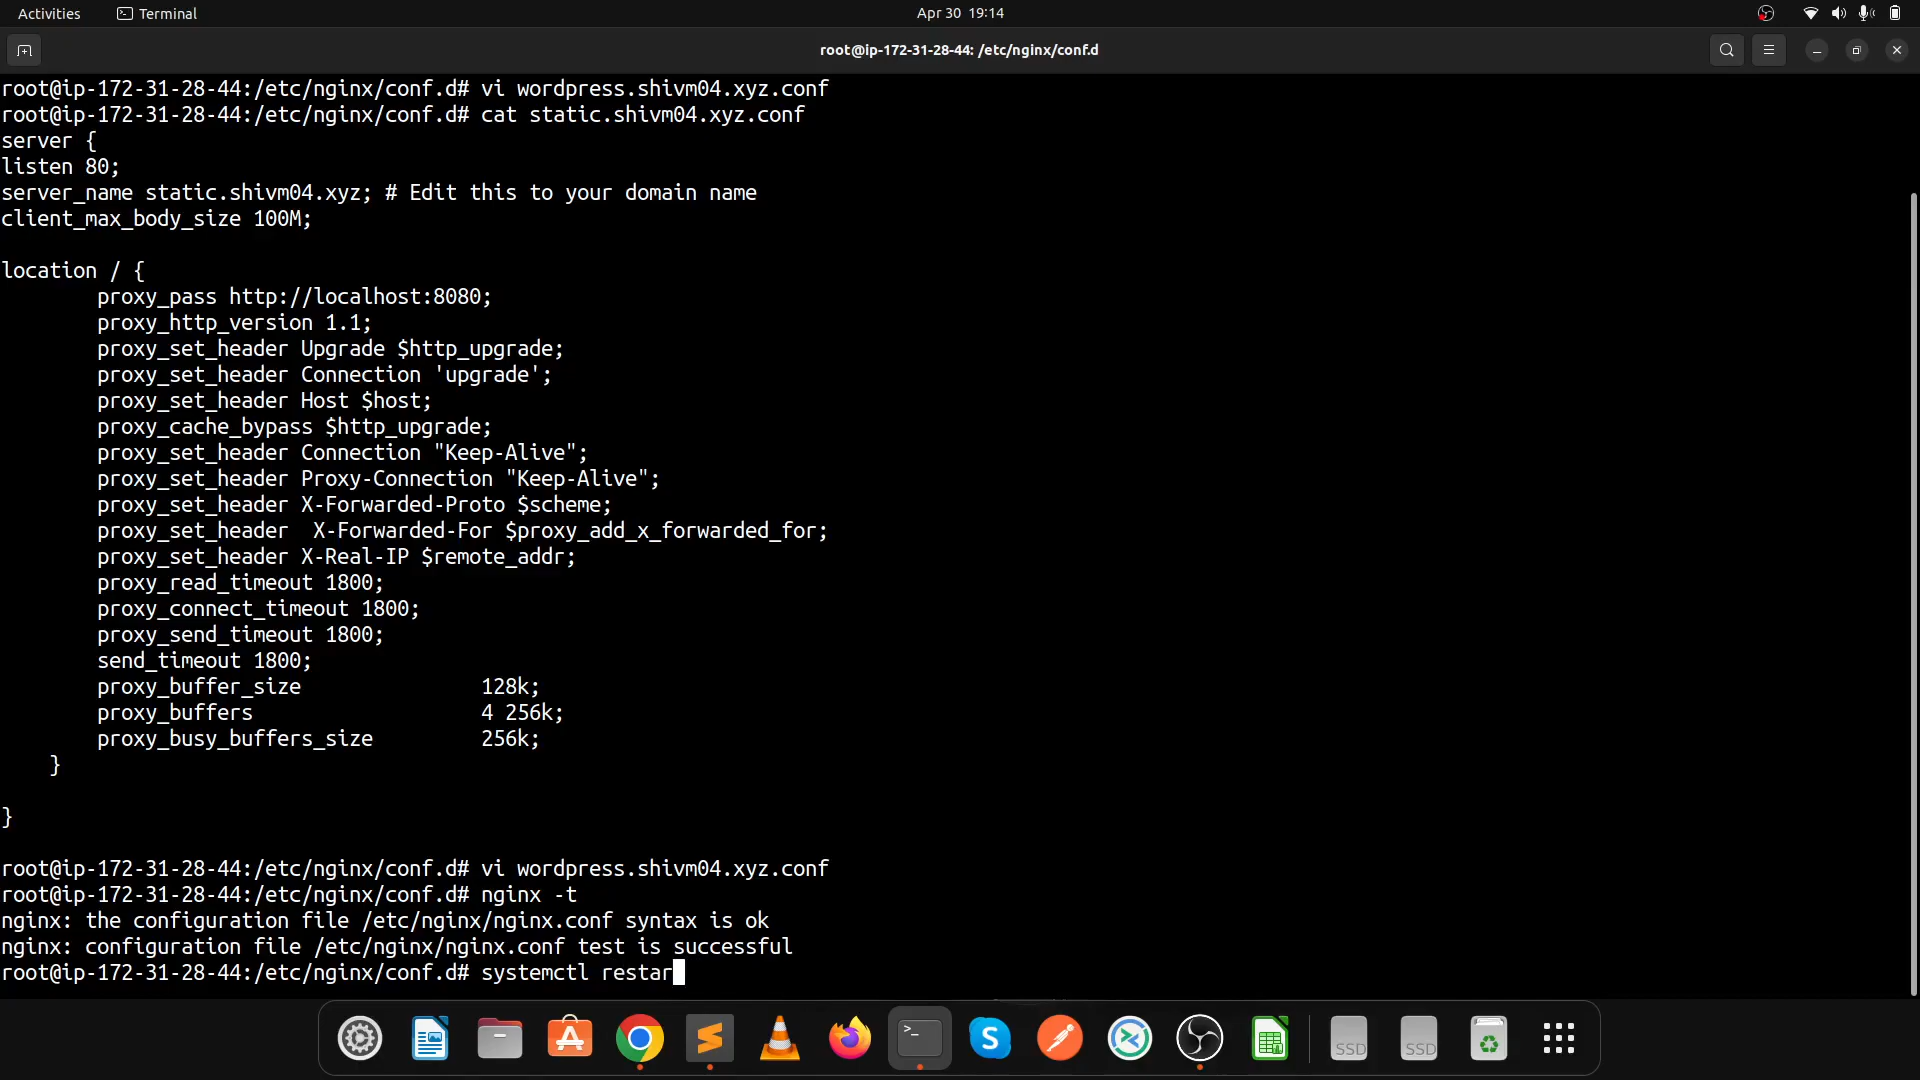 Activities
Terminal
Apr 30 19:14
root@ip-172-31-28-44: /etc/nginx/conf.d
root@ip-172-31-28-44:/etc/nginx/conf.d# vi wordpress.shivm04.xyz.conf
root@ip-172-31-28-44:/etc/nginx/conf.d# cat static.shivm04.xyz.conf
server {
listen 80;
server_name static.shivm04.xyz; # Edit this to your domain name
client_max_body_size 100M;
location / {
proxy_pass http://localhost:8080;
proxy_http_version 1.1;
proxy_set_header Upgrade $http_upgrade;
proxy_set_header Connection 'upgrade';
proxy_set_header Host $host;
proxy_cache_bypass $http_upgrade;
proxy_set_header Connection "Keep-Alive";
proxy_set_header Proxy-Connection "Keep-Alive";
proxy_set_header X-Forwarded-Proto $scheme;
proxy_set_header  X-Forwarded-For $proxy_add_x_forwarded_for;
proxy_set_header X-Real-IP $remote_addr;
proxy_read_timeout 1800;
proxy_connect_timeout 1800;
proxy_send_timeout 1800;
send_timeout 1800;
proxy_buffer_size               128k;
proxy_buffers                   4 256k;
proxy_busy_buffers_size         256k;
}
}
root@ip-172-31-28-44:/etc/nginx/conf.d# vi wordpress.shivm04.xyz.conf
root@ip-172-31-28-44:/etc/nginx/conf.d# nginx -t
nginx: the configuration file /etc/nginx/nginx.conf syntax is ok
nginx: configuration file /etc/nginx/nginx.conf test is successful
root@ip-172-31-28-44:/etc/nginx/conf.d# systemctl restar
SSD
SSD